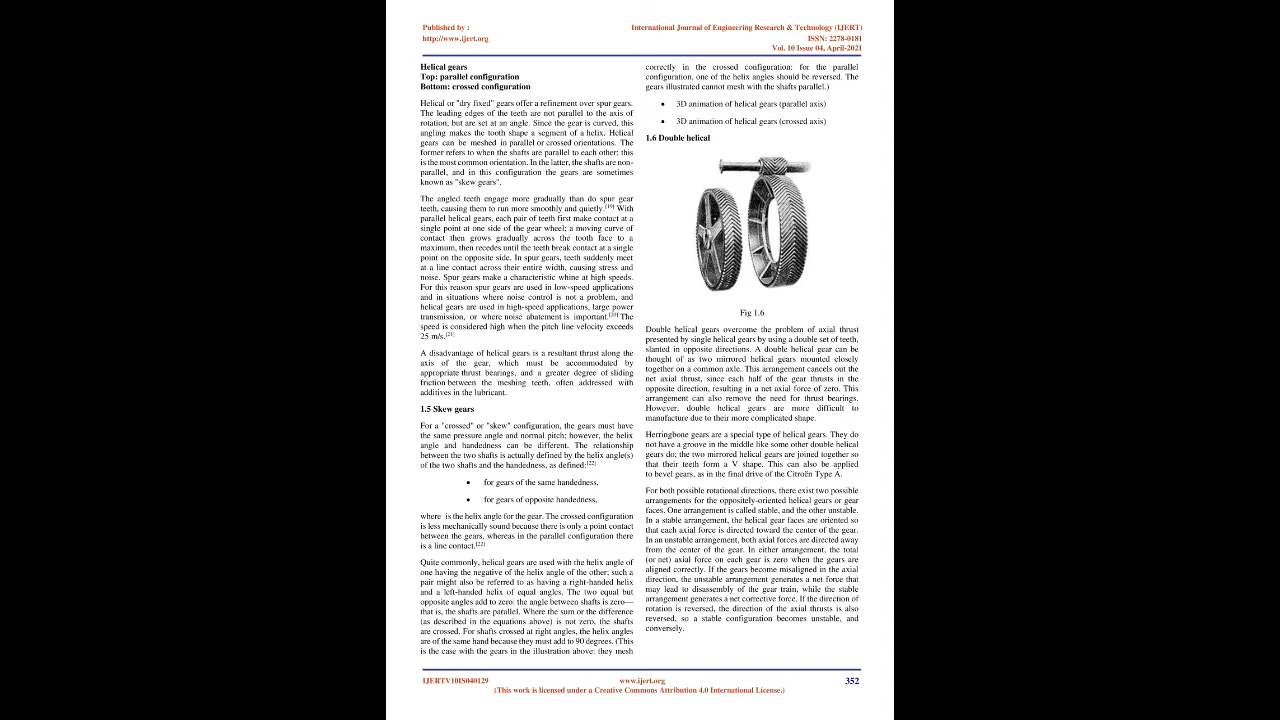 Published by :
http://www.ijert.org
International Journal of Engineering Research & Technology (IJERT)
ISSN: 2278-0181
Vol. 10 Issue 04, April-2021
Helical gears
Top: parallel configuration
Bottom: crossed configuration
Helical or "dry fixed" gears offer a refinement over spur gears.
The leading edges of the teeth are not parallel to the axis of
rotation, but are set at an angle. Since the gear is curved, this
angling makes the tooth shape a segment of a helix. Helical
gears can be meshed in parallel or crossed orientations. The
former refers to when the shafts are parallel to each other; this
is the most common orientation. In the latter, the shafts are non-
parallel, and in this configuration the gears are sometimes
known as "skew gears".
The angled teeth engage more gradually than do spur gear
teeth, causing them to run more smoothly and quietly.[19] With
parallel helical gears, each pair of teeth first make contact at a
single point at one side of the gear wheel; a moving curve of
contact then grows gradually across the tooth face to a
maximum, then recedes until the teeth break contact at a single
point on the opposite side. In spur gears, teeth suddenly meet
at a line contact across their entire width, causing stress and
noise. Spur gears make a characteristic whine at high speeds.
For this reason spur gears are used in low-speed applications
and in situations where noise control is not a problem, and
helical gears are used in high-speed applications, large power
transmission, or where noise abatement is important.[20] The
speed is considered high when the pitch line velocity exceeds
25 m/s.[21]
A disadvantage of helical gears is a resultant thrust along the
axis of the gear, which must be accommodated by
appropriate thrust bearings, and a greater degree of sliding
friction between the meshing teeth, often addressed with
additives in the lubricant.
1.5 Skew gears
For a "crossed" or "skew" configuration, the gears must have
the same pressure angle and normal pitch; however, the helix
angle and handedness can be different. The relationship
between the two shafts is actually defined by the helix angle(s)
of the two shafts and the handedness, as defined:[22]
• for gears of the same handedness,
• for gears of opposite handedness,
where is the helix angle for the gear. The crossed configuration
is less mechanically sound because there is only a point contact
between the gears, whereas in the parallel configuration there
is a line contact.[22]
Quite commonly, helical gears are used with the helix angle of
one having the negative of the helix angle of the other; such a
pair might also be referred to as having a right-handed helix
and a left-handed helix of equal angles. The two equal but
opposite angles add to zero: the angle between shafts is zero—
that is, the shafts are parallel. Where the sum or the difference
(as described in the equations above) is not zero, the shafts
are crossed. For shafts crossed at right angles, the helix angles
are of the same hand because they must add to 90 degrees. (This
is the case with the gears in the illustration above: they mesh
correctly in the crossed configuration: for the parallel
configuration, one of the helix angles should be reversed. The
gears illustrated cannot mesh with the shafts parallel.)
• 3D animation of helical gears (parallel axis)
• 3D animation of helical gears (crossed axis)
1.6 Double helical
Fig 1.6
Double helical gears overcome the problem of axial thrust
presented by single helical gears by using a double set of teeth,
slanted in opposite directions. A double helical gear can be
thought of as two mirrored helical gears mounted closely
together on a common axle. This arrangement cancels out the
net axial thrust, since each half of the gear thrusts in the
opposite direction, resulting in a net axial force of zero. This
arrangement can also remove the need for thrust bearings.
However, double helical gears are more difficult to
manufacture due to their more complicated shape.
Herringbone gears are a special type of helical gears. They do
not have a groove in the middle like some other double helical
gears do; the two mirrored helical gears are joined together so
that their teeth form a V shape. This can also be applied
to bevel gears, as in the final drive of the Citroën Type A.
For both possible rotational directions, there exist two possible
arrangements for the oppositely-oriented helical gears or gear
faces. One arrangement is called stable, and the other unstable.
In a stable arrangement, the helical gear faces are oriented so
that each axial force is directed toward the center of the gear.
In an unstable arrangement, both axial forces are directed away
from the center of the gear. In either arrangement, the total
(or net) axial force on each gear is zero when the gears are
aligned correctly. If the gears become misaligned in the axial
direction, the unstable arrangement generates a net force that
may lead to disassembly of the gear train, while the stable
arrangement generates a net corrective force. If the direction of
rotation is reversed, the direction of the axial thrusts is also
reversed, so a stable configuration becomes unstable, and
conversely.
IJERTV10IS040129
www.ijert.org
352
(This work is licensed under a Creative Commons Attribution 4.0 International License.)